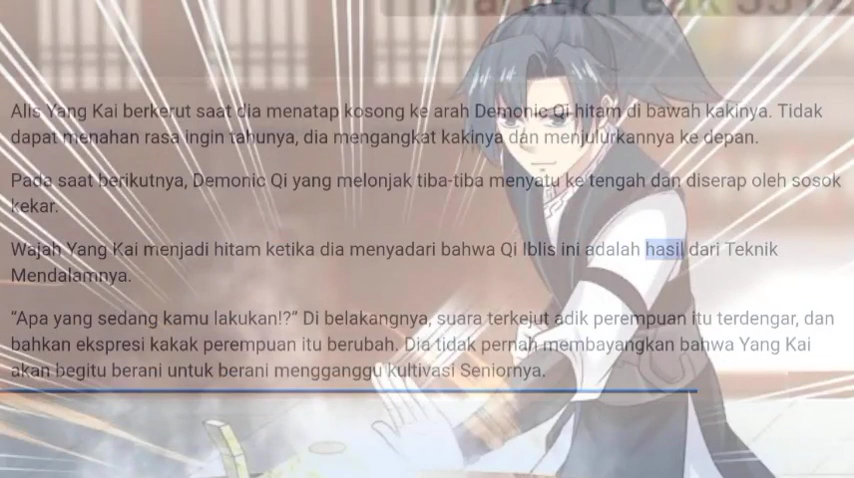 Martial Peak
Alis Yang Kai berkerut saat dia menatap kosong ke arah Demonic Qi hitam di bawah kakinya. Tidak
dapat menahan rasa ingin tahunya, dia mengangkat kakinya dan menjulurkannya ke depan.
Pada saat berikutnya, Demonic Qi yang melonjak tiba-tiba menyatu ke tengah dan diserap oleh sosok
kekar.
Wajah Yang Kai menjadi hitam ketika dia menyadari bahwa Qi Iblis ini adalah hasil dari Teknik
Mendalamnya.
“Apa yang sedang kamu lakukan!?” Di belakangnya, suara terkejut adik perempuan itu terdengar, dan
bahkan ekspresi kakak perempuan itu berubah. Dia tidak pernah membayangkan bahwa Yang Kai
akan begitu berani untuk berani mengganggu kultivasi Seniornya.